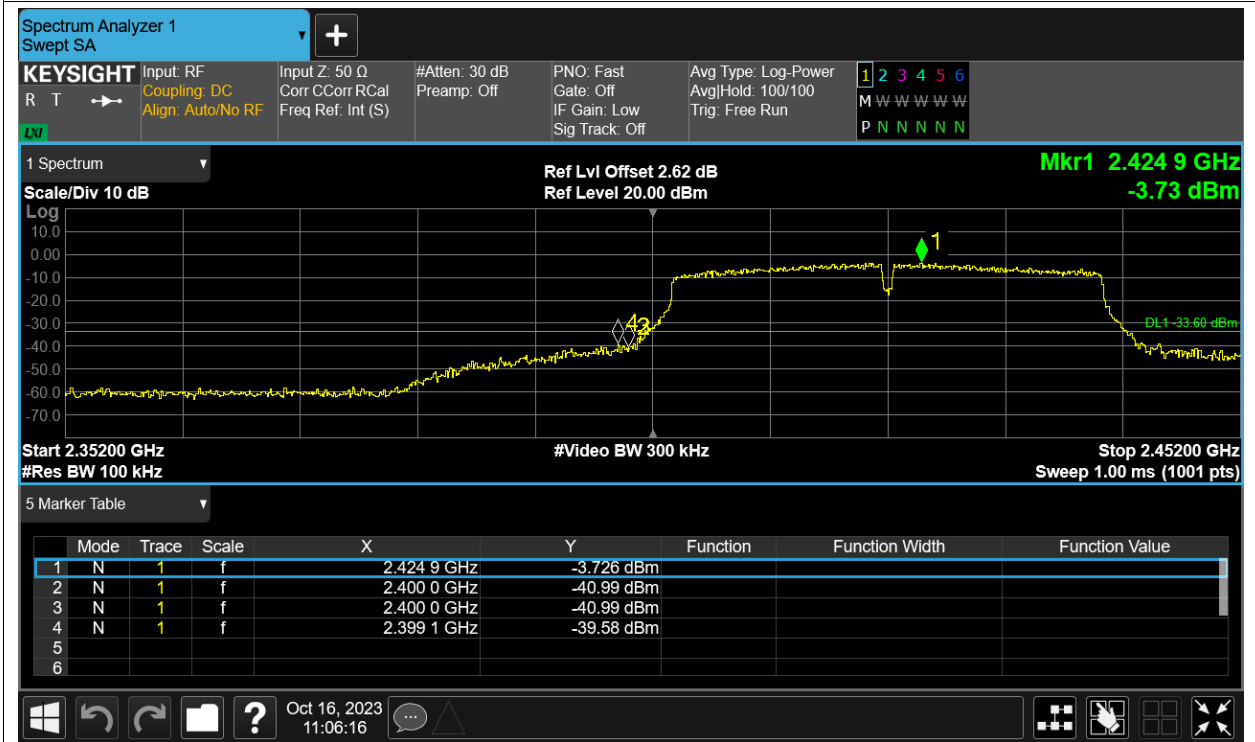 Spectrum Analyzer 1
Swept SA
+
KEYSIGHT Input: RF Input Z: 50 Ω #Atten: 30 dB PNO: Fast Avg Type: Log-Power 1 2 3 4 5 6
R T Coupling: DC Corr CCorr RCal Preamp: Off Gate: Off Avg|Hold: 100/100 M W W W W W W
Align: Auto/No RF Freq Ref: Int (S) IF Gain: Low Trig: Free Run
LXI Sig Track: Off P N N N N N N
1 Spectrum Ref Lvl Offset 2.62 dB Mkr1 2.424 9 GHz
Scale/Div 10 dB Ref Level 20.00 dBm -3.73 dBm
Log
10.0
0.00
-10.0
-20.0
-30.0
-40.0
-50.0
-60.0
-70.0
1
4 2
DL1 -33.60 dBm
Start 2.35200 GHz #Video BW 300 kHz Stop 2.45200 GHz
#Res BW 100 kHz Sweep 1.00 ms (1001 pts)
5 Marker Table
Mode Trace Scale X Y Function Function Width Function Value
1 N 1 f 2.424 9 GHz -3.726 dBm
2 N 1 f 2.400 0 GHz -40.99 dBm
3 N 1 f 2.400 0 GHz -40.99 dBm
4 N 1 f 2.399 1 GHz -39.58 dBm
5
6
? Oct 16, 2023
11:06:16